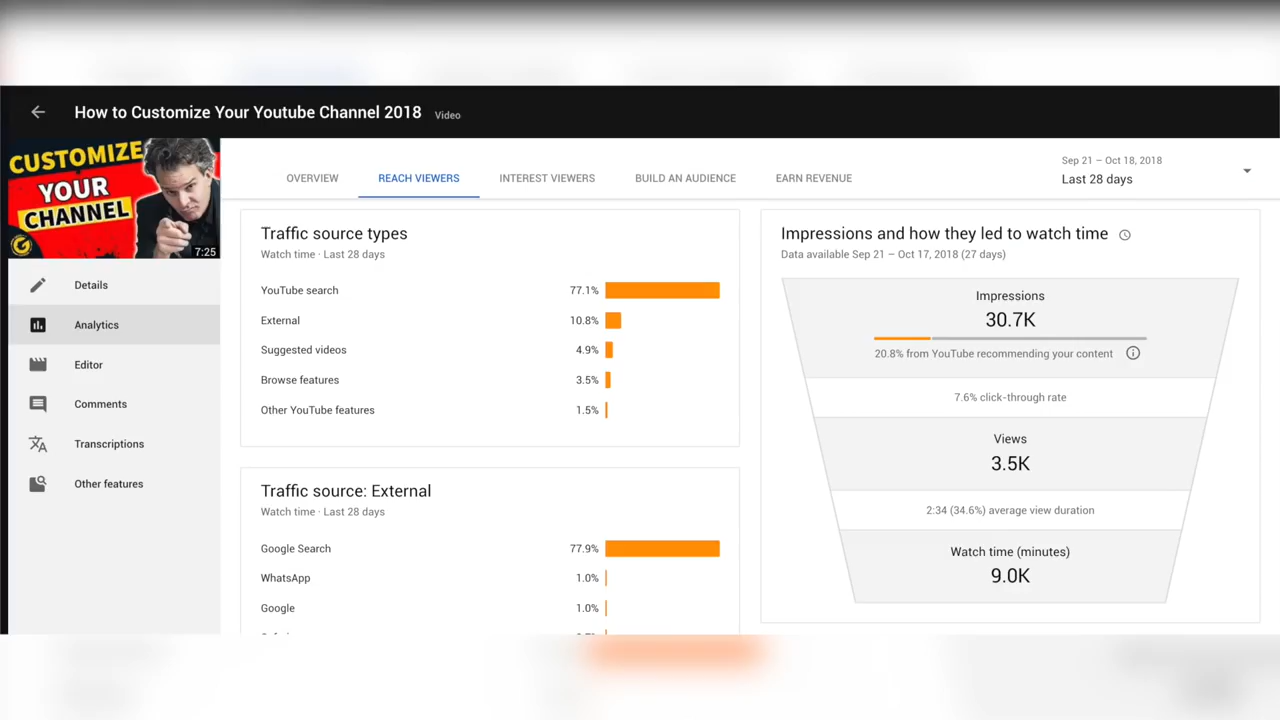 How to Customize Your Youtube Channel 2018 Video
CUSTOMIZE
YOUR
CHANNEL
7:25
Details
Analytics
Editor
Comments
Transcriptions
Other features
OVERVIEW
REACH VIEWERS
INTEREST VIEWERS
BUILD AN AUDIENCE
EARN REVENUE
Sep 21 – Oct 18, 2018
Last 28 days
Traffic source types
Watch time · Last 28 days
YouTube search 77.1%
External 10.8%
Suggested videos 4.9%
Browse features 3.5%
Other YouTube features 1.5%
Traffic source: External
Watch time · Last 28 days
Google Search 77.9%
WhatsApp 1.0%
Google 1.0%
Impressions and how they led to watch time
Data available Sep 21 – Oct 17, 2018 (27 days)
Impressions
30.7K
20.8% from YouTube recommending your content
7.6% click-through rate
Views
3.5K
2:34 (34.6%) average view duration
Watch time (minutes)
9.0K